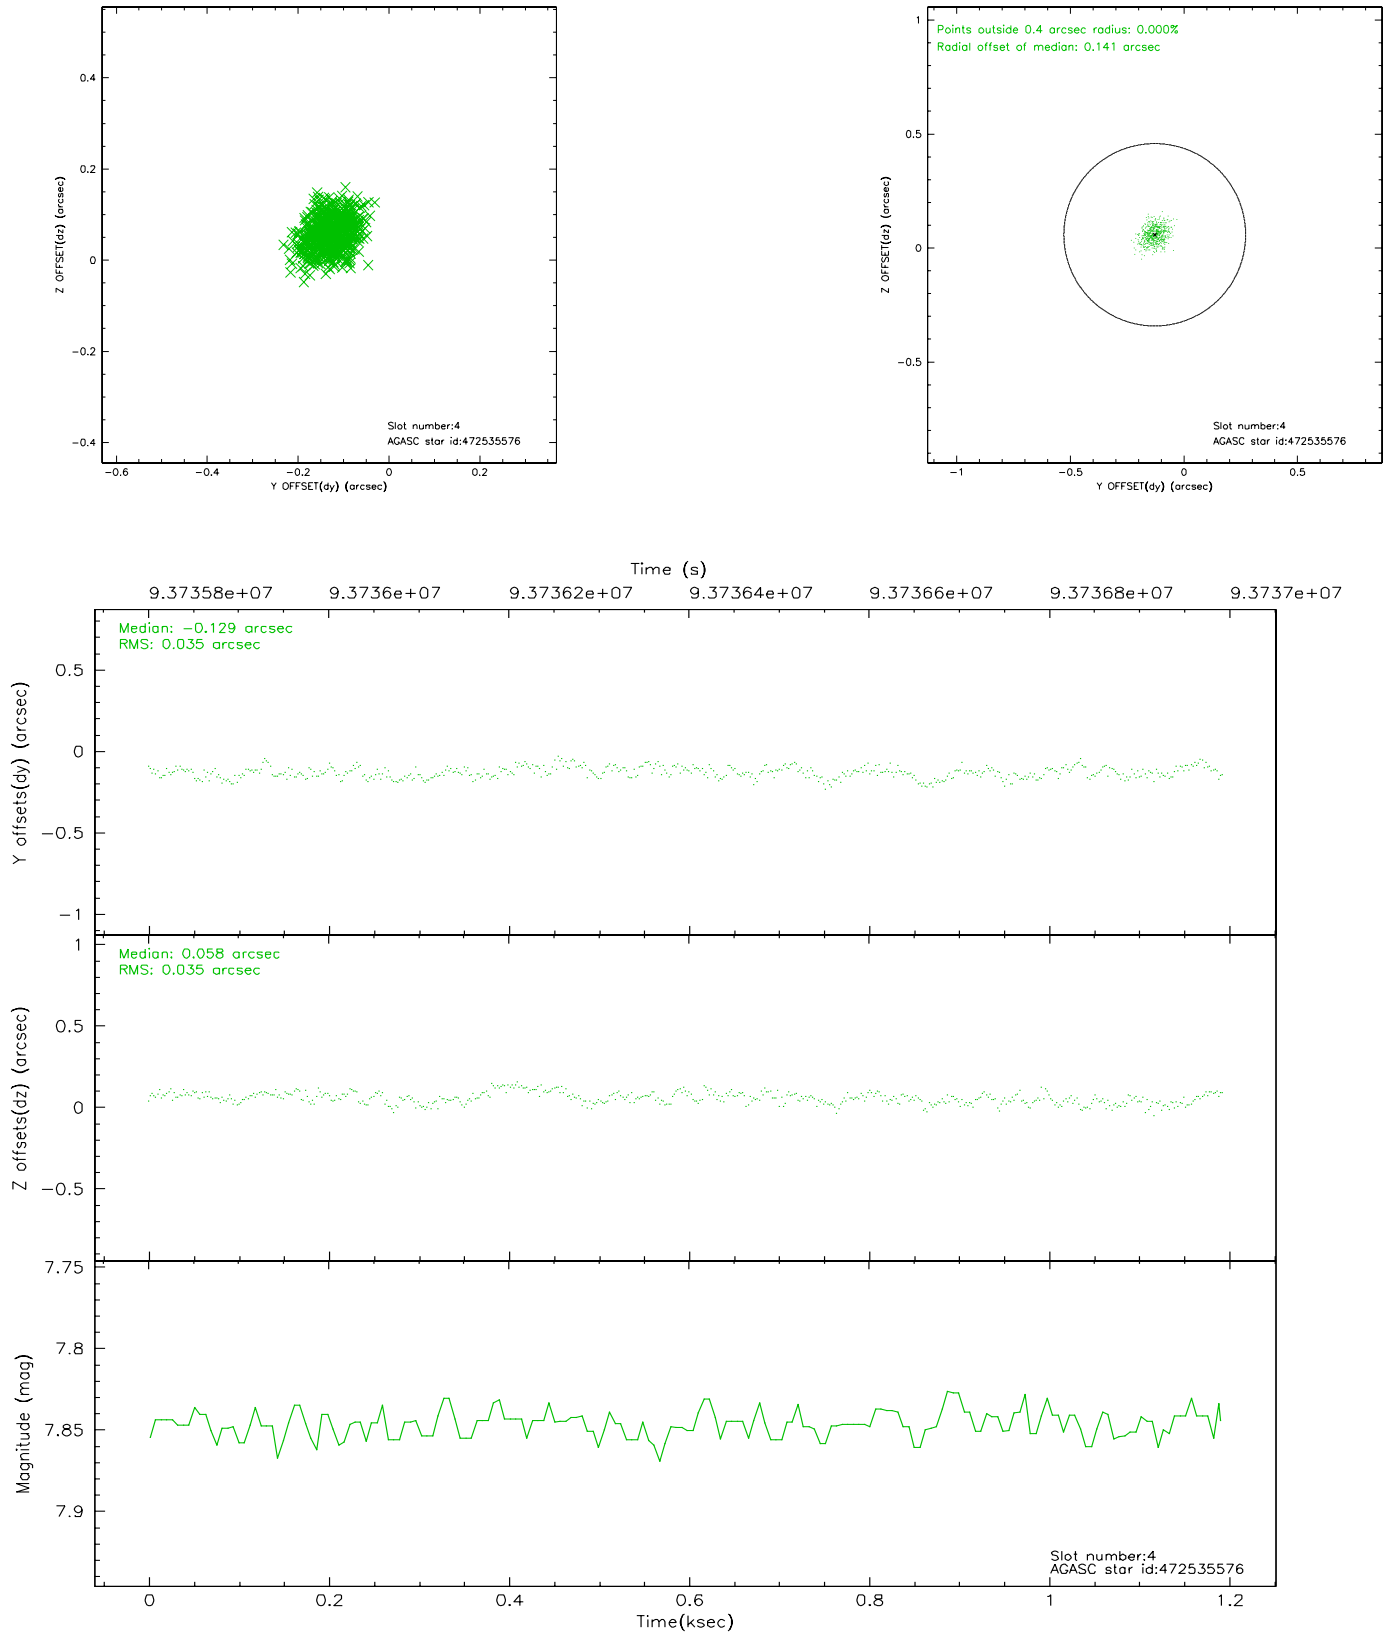 0.4
0.2
0
−0.2
−0.4
Z OFFSET(dz) (arcsec)
Slot number:4
AGASC star id:472535576
−0.6 −0.4 −0.2 0 0.2
Y OFFSET(dy) (arcsec)
Points outside 0.4 arcsec radius: 0.000%
Radial offset of median: 0.141 arcsec
1
0.5
0
−0.5
Z OFFSET(dz) (arcsec)
Slot number:4
AGASC star id:472535576
−1 −0.5 0 0.5
Y OFFSET(dy) (arcsec)
Time (s)
9.37358e+07 9.3736e+07 9.37362e+07 9.37364e+07 9.37366e+07 9.37368e+07 9.3737e+07
Median: −0.129 arcsec
RMS: 0.035 arcsec
0.5
0
−0.5
−1
Y offsets(dy) (arcsec)
Median: 0.058 arcsec
RMS: 0.035 arcsec
1
0.5
0
−0.5
Z offsets(dz) (arcsec)
7.75
7.8
7.85
7.9
Magnitude (mag)
Slot number:4
AGASC star id:472535576
0 0.2 0.4 0.6 0.8 1 1.2
Time(ksec)